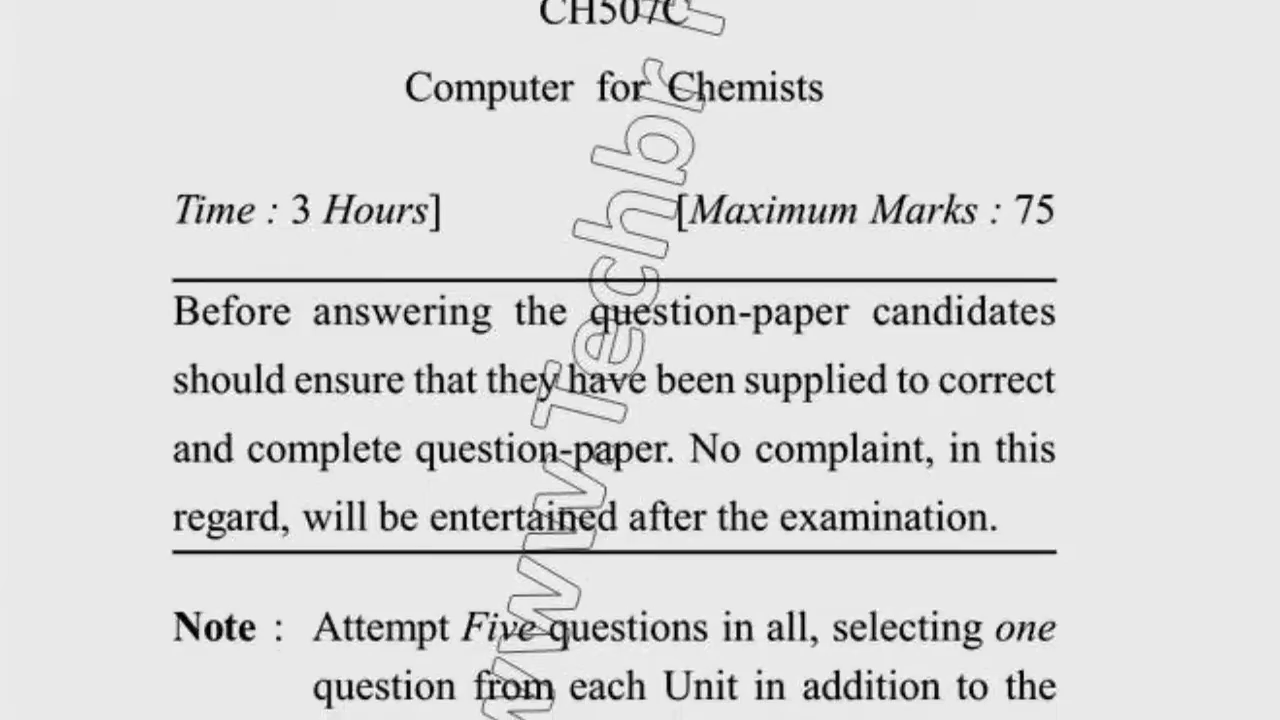 CH507C
Computer for Chemists
Time : 3 Hours] [Maximum Marks : 75
Before answering the question-paper candidates
should ensure that they have been supplied to correct
and complete question-paper. No complaint, in this
regard, will be entertained after the examination.
Note : Attempt Five questions in all, selecting one
question from each Unit in addition to the
www Techbr